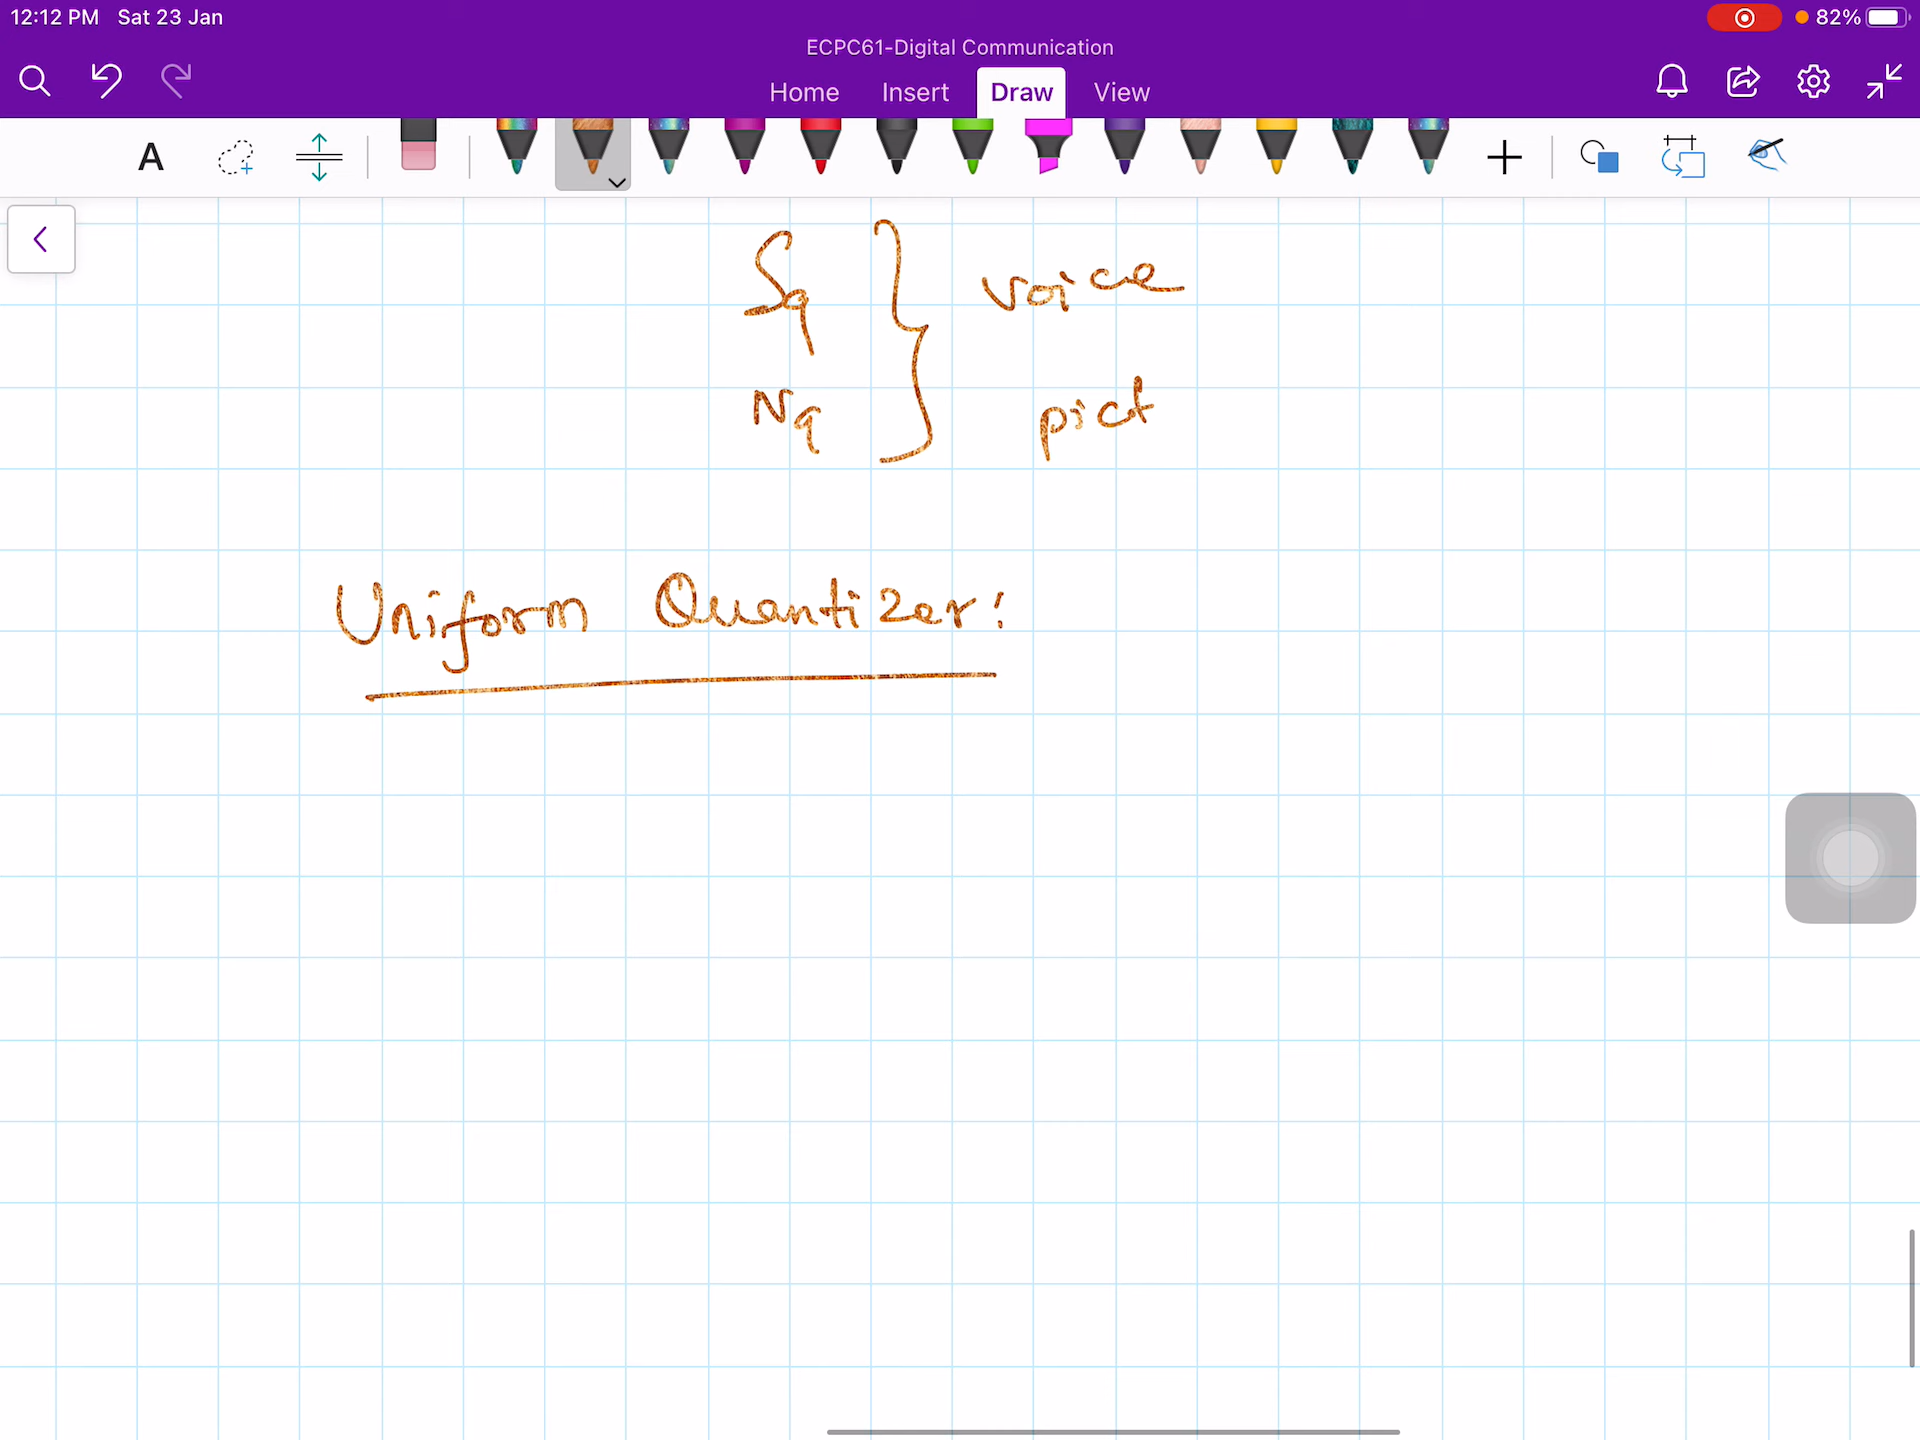 12:12 PM Sat 23 Jan 82%
ECPC61-Digital Communication
Home Insert Draw View
A
Sq voice
Nq pict
Uniform Quantizer: